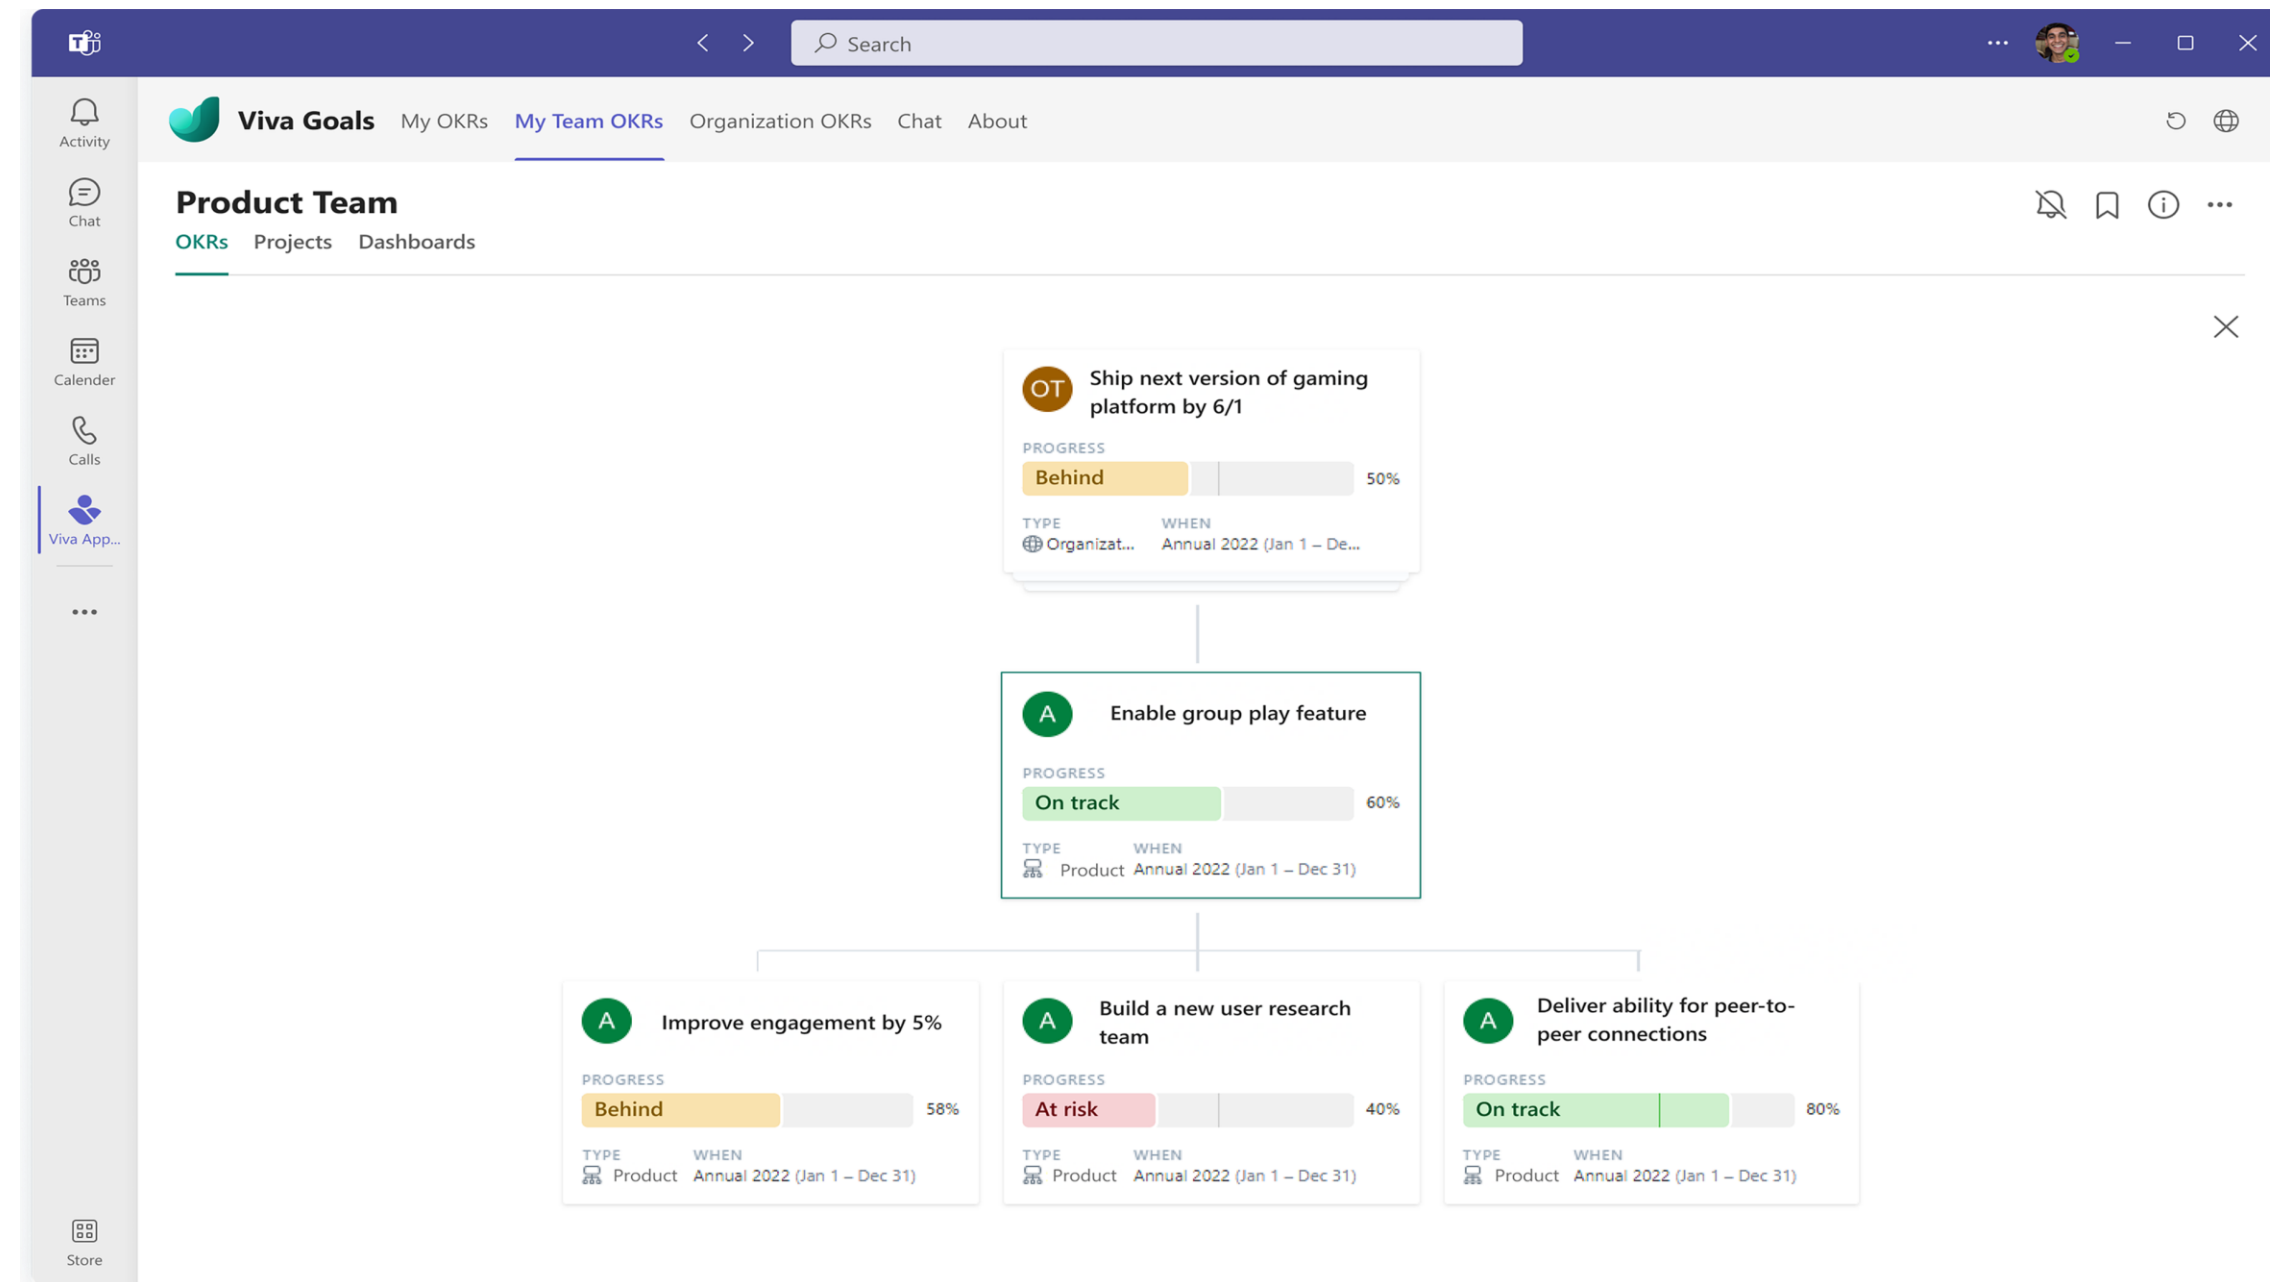 Search
Activity
Chat
Teams
Calender
Calls
Viva App...
Store
Viva Goals My OKRs My Team OKRs Organization OKRs Chat About
Product Team
OKRs Projects Dashboards
OT
Ship next version of gaming
platform by 6/1
PROGRESS
Behind 50%
TYPE WHEN
Organizat... Annual 2022 (Jan 1 – De...
A
Enable group play feature
PROGRESS
On track 60%
TYPE WHEN
Product Annual 2022 (Jan 1 – Dec 31)
A
Improve engagement by 5%
PROGRESS
Behind 58%
TYPE WHEN
Product Annual 2022 (Jan 1 – Dec 31)
A
Build a new user research
team
PROGRESS
At risk 40%
TYPE WHEN
Product Annual 2022 (Jan 1 – Dec 31)
A
Deliver ability for peer-to-
peer connections
PROGRESS
On track 80%
TYPE WHEN
Product Annual 2022 (Jan 1 – Dec 31)